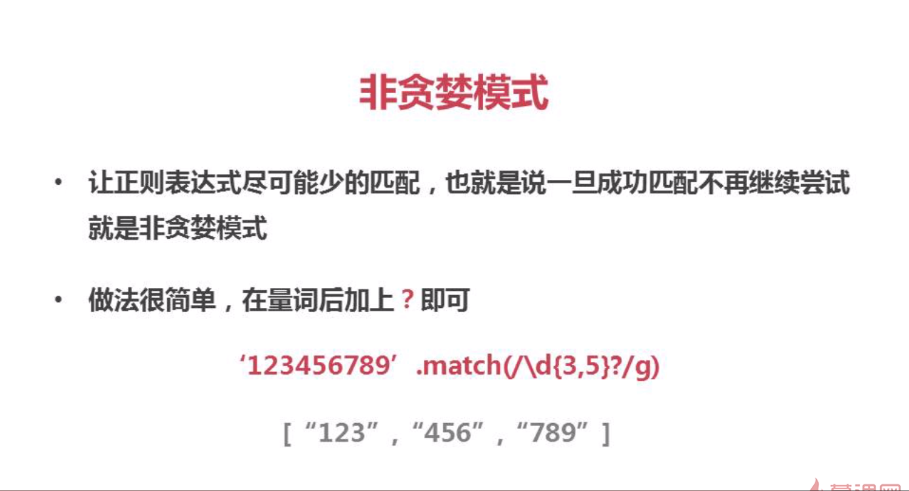 非贪婪模式
• 让正则表达式尽可能少的匹配，也就是说一旦成功匹配不再继续尝试
就是非贪婪模式
• 做法很简单，在量词后加上？即可
‘123456789’.match(/\d{3,5}?/g)
[ “123”, “456”, “789” ]